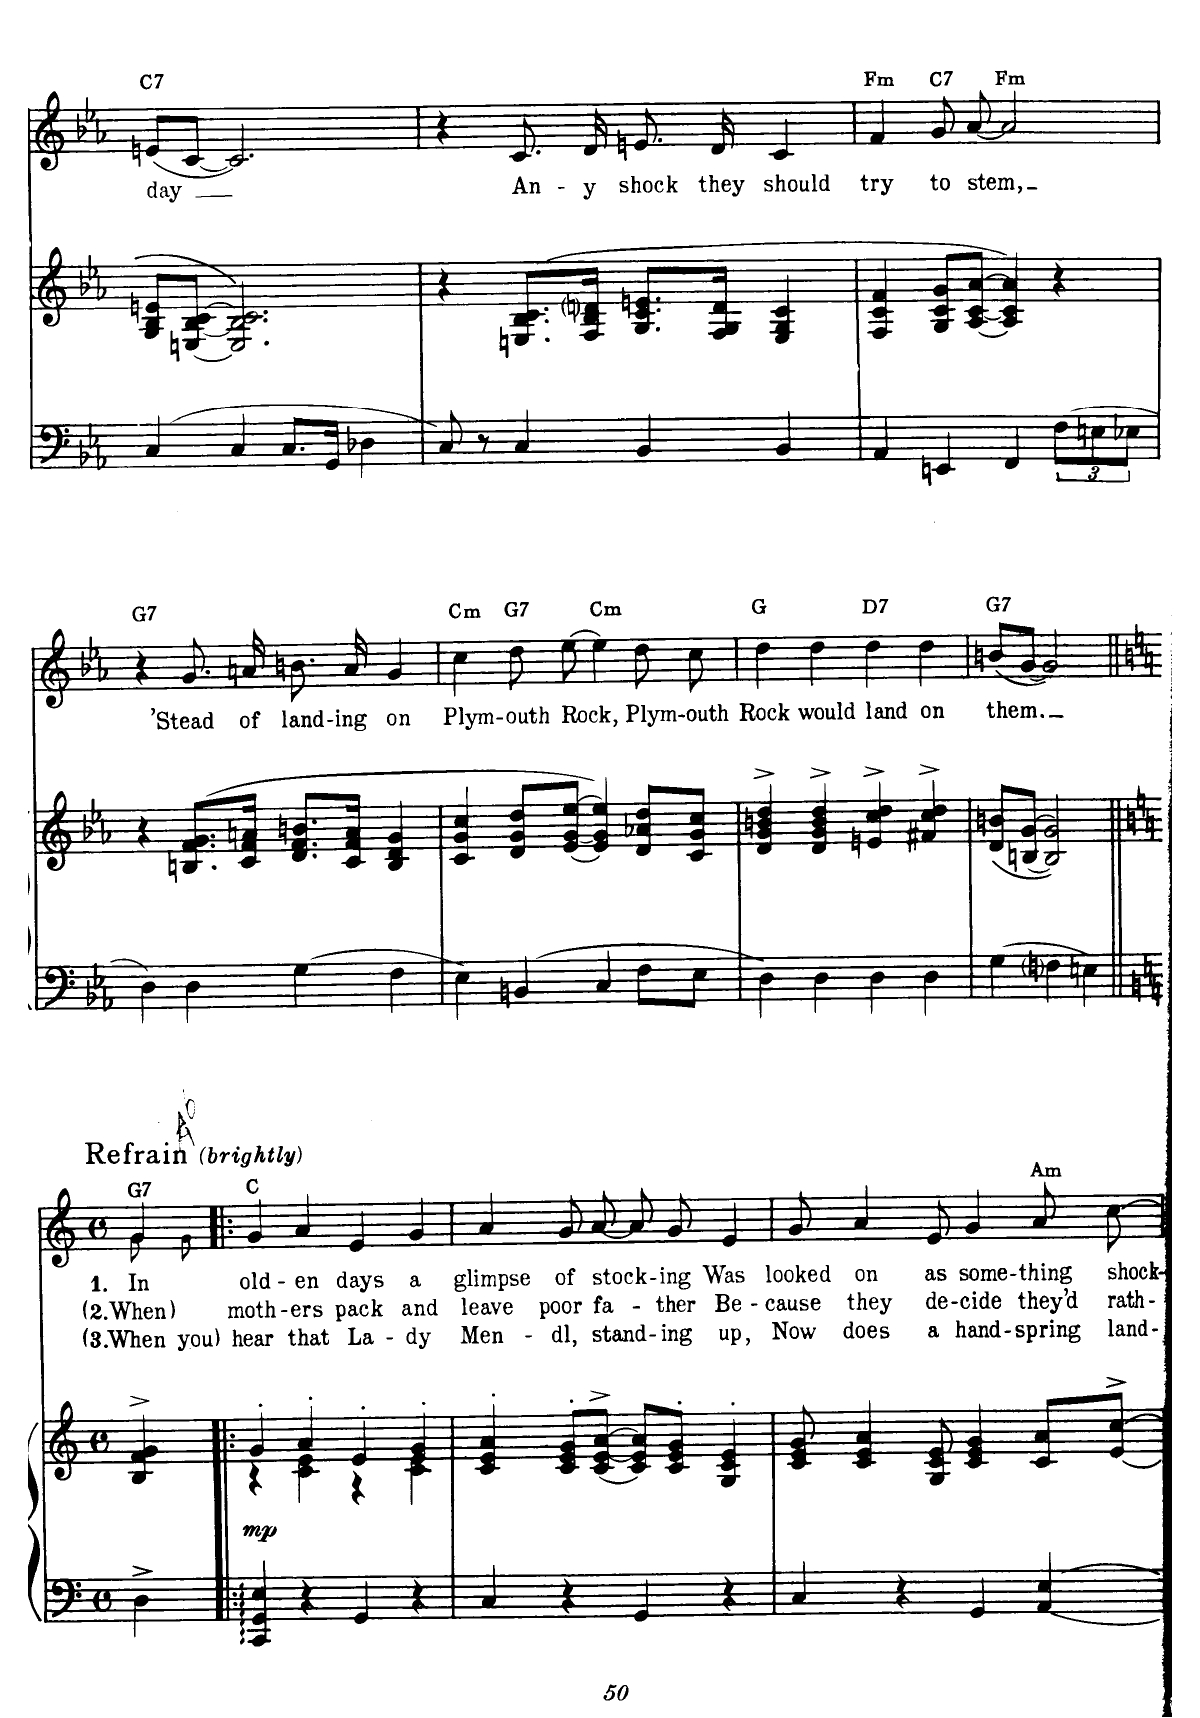 C7 Fm C7 Fm
day An - y shock they should try to stem,
3
G7 Cm G7 Cm G D7 G7
'Stead of land - ing on Plym - outh Rock, Plym - outh Rock would land on them.
Refrain (brightly)
G7 C Am
1. In old - en days a glimpse of stock - ing Was looked on as some - thing shock -
(2. When) moth - ers pack and leave poor fa - ther Be - cause they de - cide they'd rath -
(3. When you) hear that La - dy Men - dl, stand - ing up, Now does a hand - spring land -
mp
50